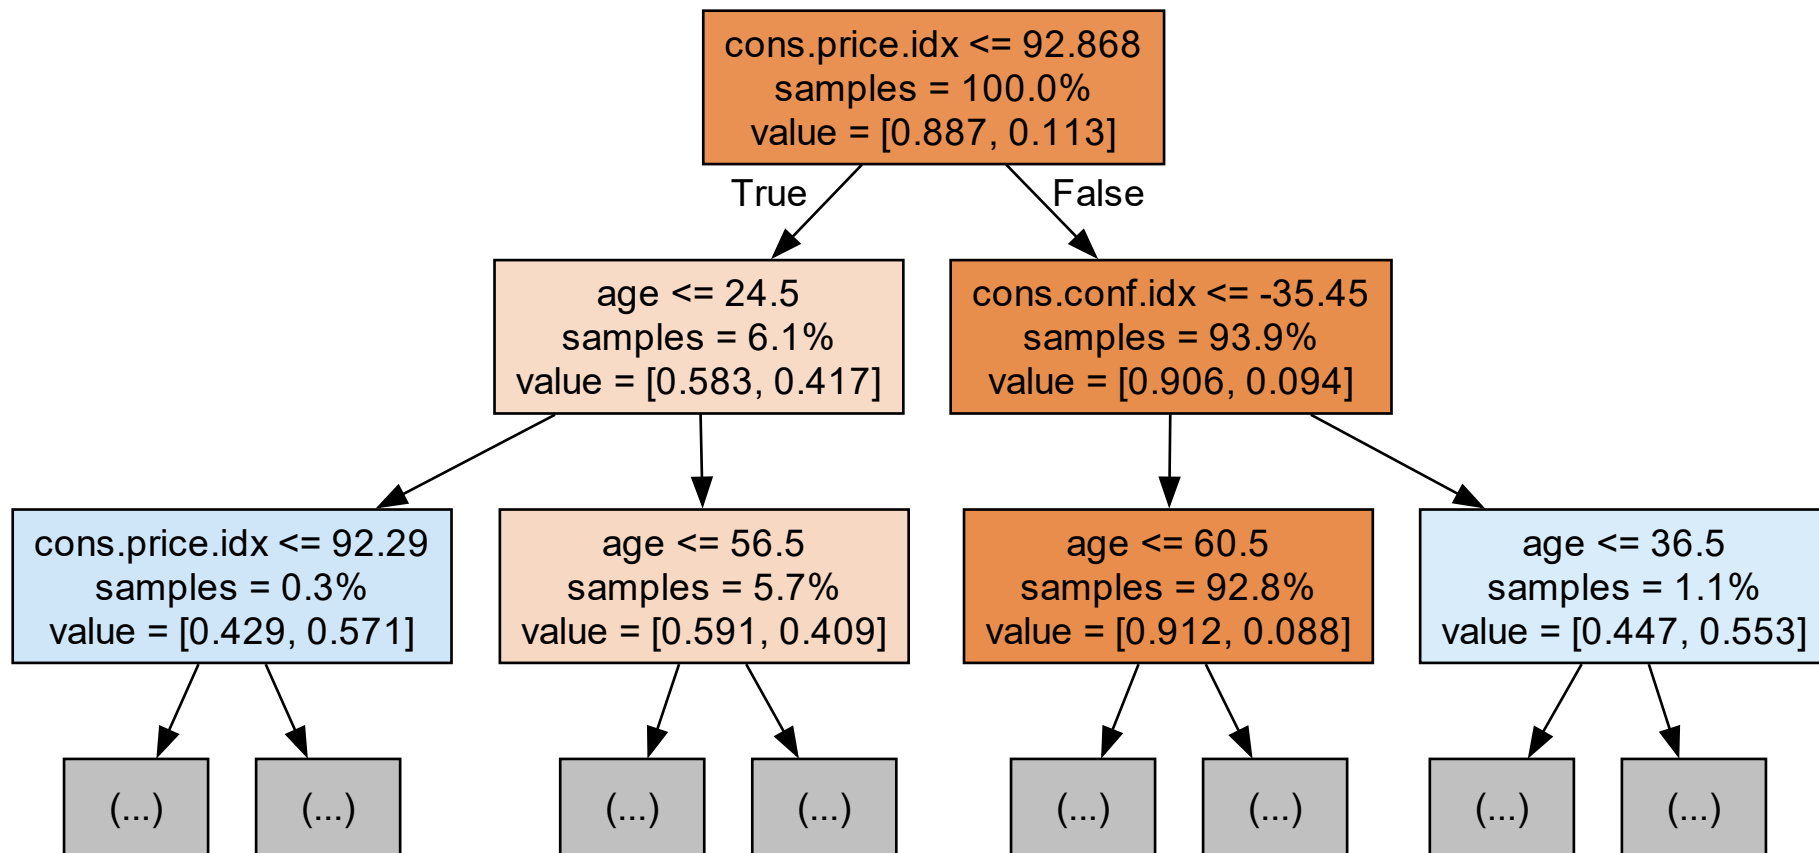 cons.price.idx <= 92.868
samples = 100.0%
value = [0.887, 0.113]
True
False
age <= 24.5
samples = 6.1%
value = [0.583, 0.417]
cons.conf.idx <= -35.45
samples = 93.9%
value = [0.906, 0.094]
cons.price.idx <= 92.29
samples = 0.3%
value = [0.429, 0.571]
age <= 56.5
samples = 5.7%
value = [0.591, 0.409]
age <= 60.5
samples = 92.8%
value = [0.912, 0.088]
age <= 36.5
samples = 1.1%
value = [0.447, 0.553]
(...)
(...)
(...)
(...)
(...)
(...)
(...)
(...)